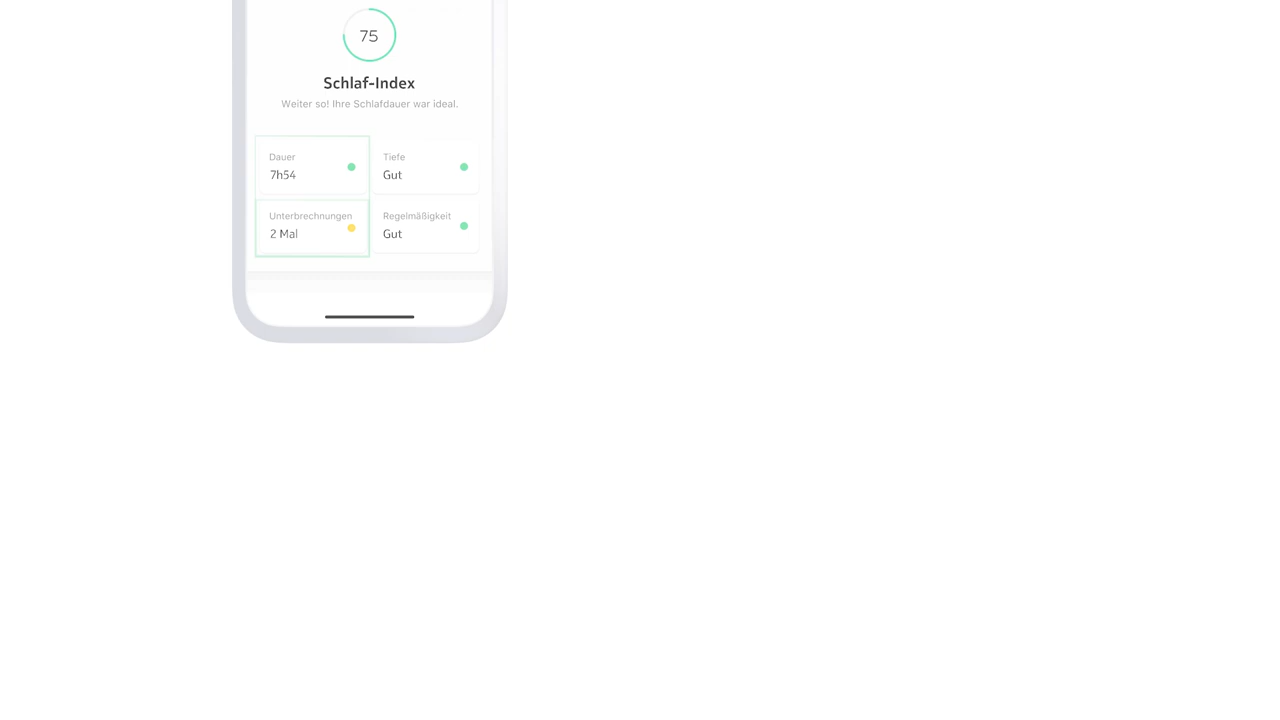 75
Schlaf-Index
Weiter so! Ihre Schlafdauer war ideal.
Dauer
7h54
Tiefe
Gut
Unterbrechnungen
2 Mal
Regelmäßigkeit
Gut